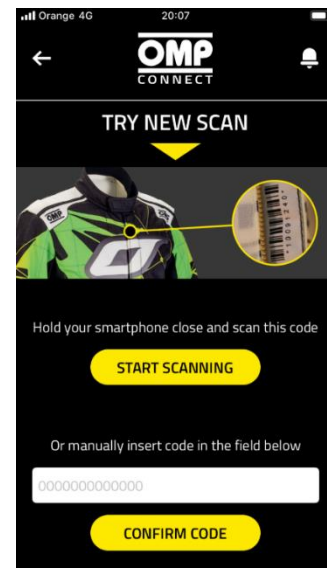 Orange 4G 20:07
OMP
CONNECT
TRY NEW SCAN
OMP
Hold your smartphone close and scan this code
START SCANNING
Or manually insert code in the field below
0000000000000
CONFIRM CODE